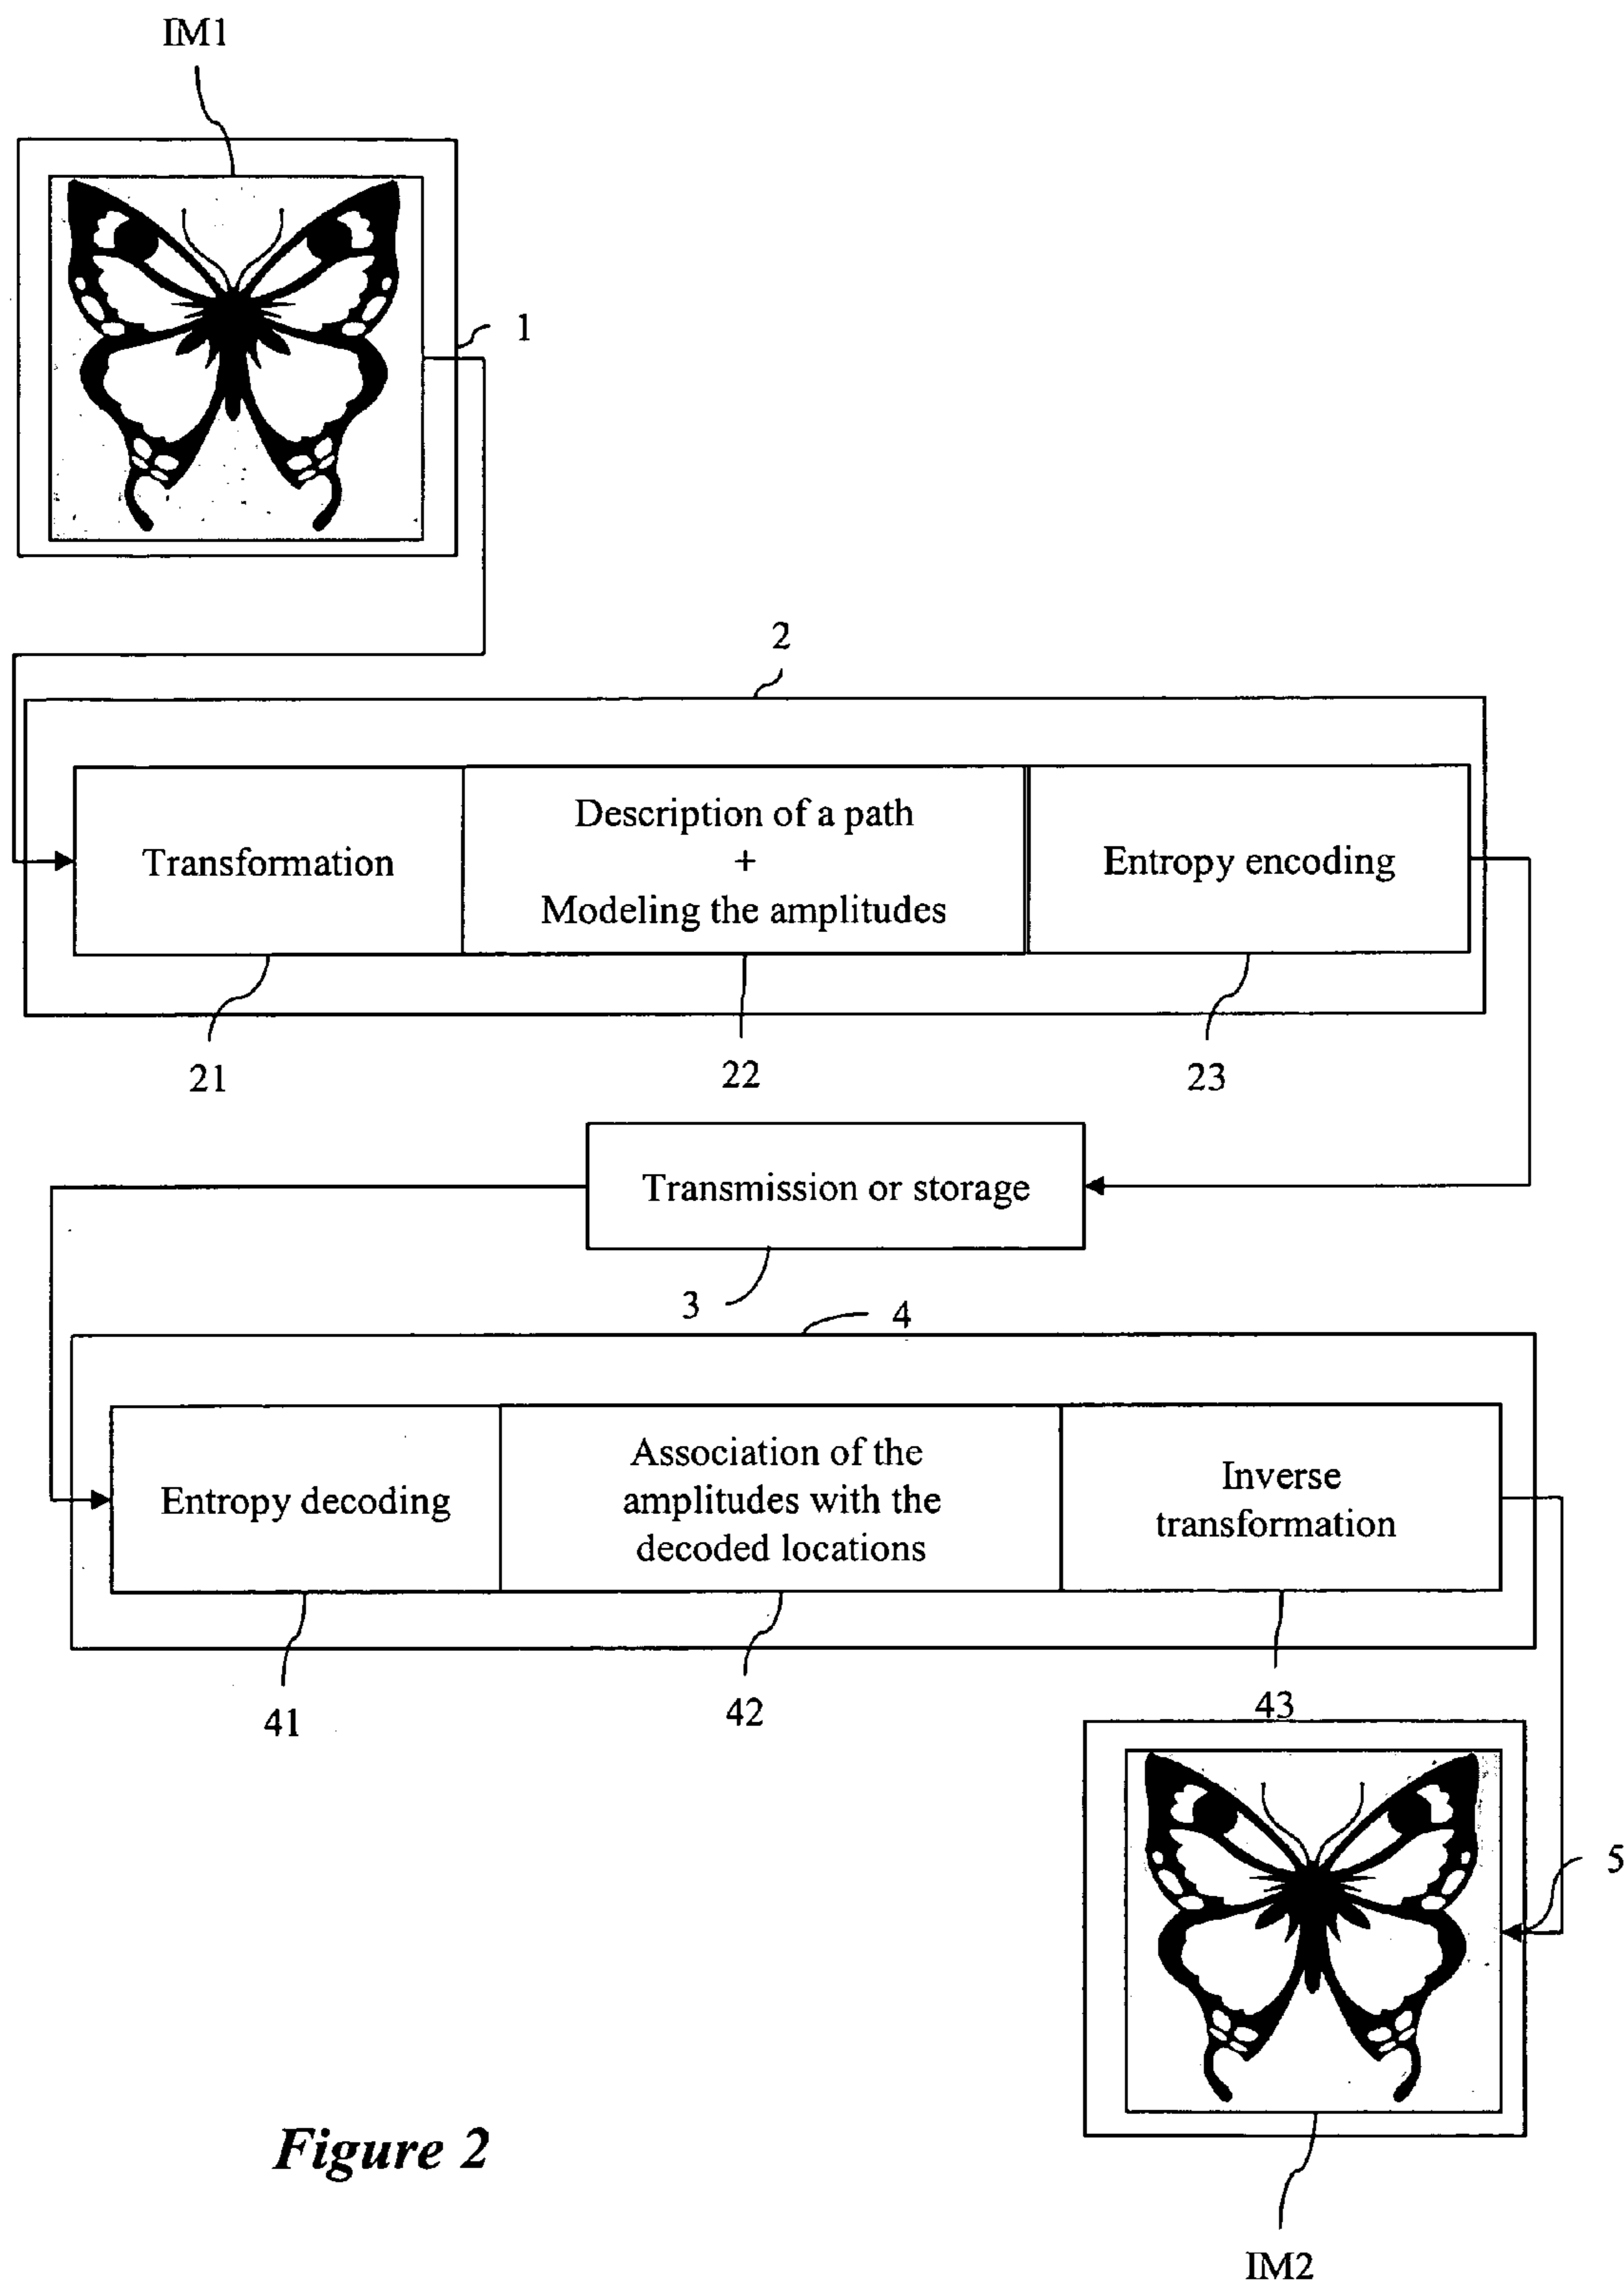 IM1
1
2
Transformation
Description of a path
+
Modeling the amplitudes
Entropy encoding
21
22
23
Transmission or storage
3
4
Entropy decoding
Association of the
amplitudes with the
decoded locations
Inverse
transformation
41
42
43
5
Figure 2
IM2